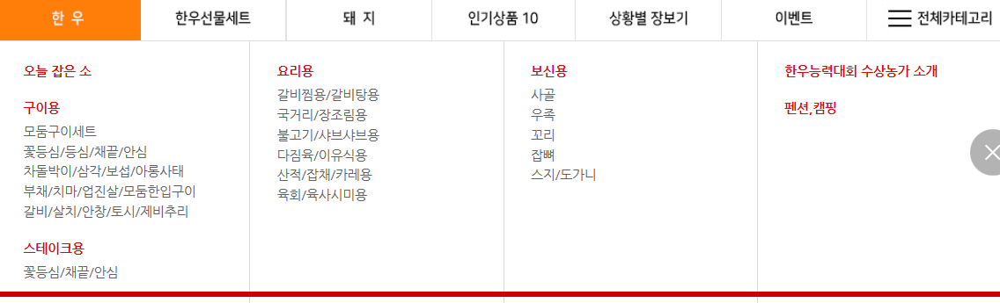 한 우
한우선물세트
돼 지
인기상품 10
상황별 장보기
이벤트
전체카테고리
오늘 잡은 소
구이용
모둠구이세트
꽃등심/등심/채끝/안심
차돌박이/삼각/보섭/아롱사태
부채/치마/업진살/모둠한입구이
갈비/살치/안창/토시/제비추리
스테이크용
꽃등심/채끝/안심
요리용
갈비찜용/갈비탕용
국거리/장조림용
불고기/샤브샤브용
다짐육/이유식용
산적/잡채/카레용
육회/육사시미용
보신용
사골
우족
꼬리
잡뼈
스지/도가니
한우능력대회 수상농가 소개
펜션,캠핑